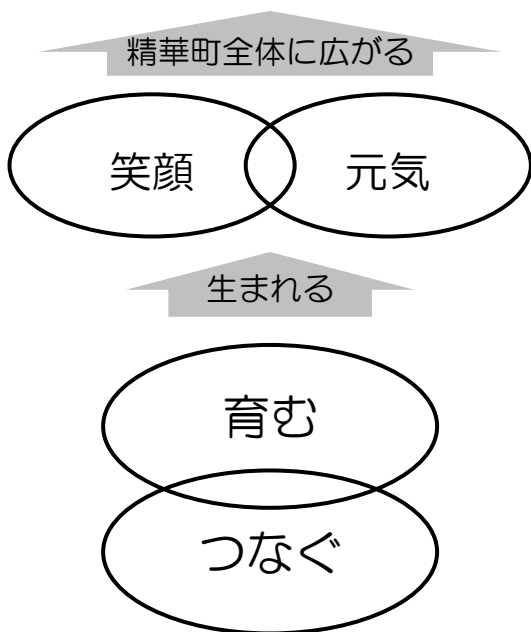 精華町全体に広がる
笑顔
元気
生まれる
育む
つなぐ